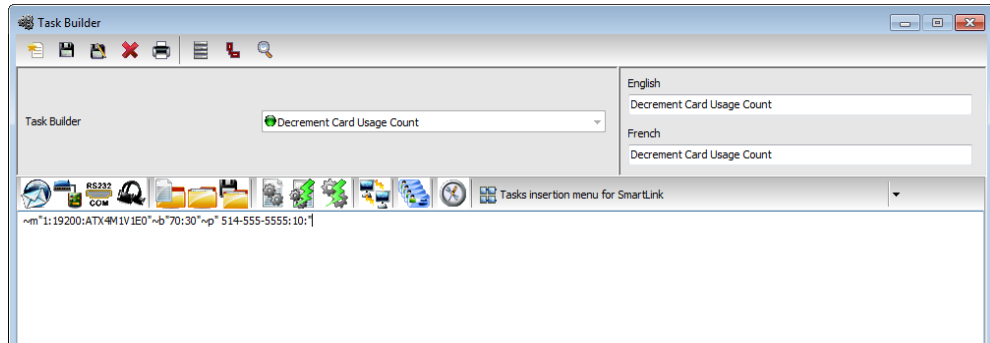 Task Builder
English
Decrement Card Usage Count
Task Builder
Decrement Card Usage Count
French
Decrement Card Usage Count
RS232
COM
Tasks insertion menu for SmartLink
~m"1:19200:ATX4M1V1E0"~b"70:30"~p" 514-555-5555:10:"